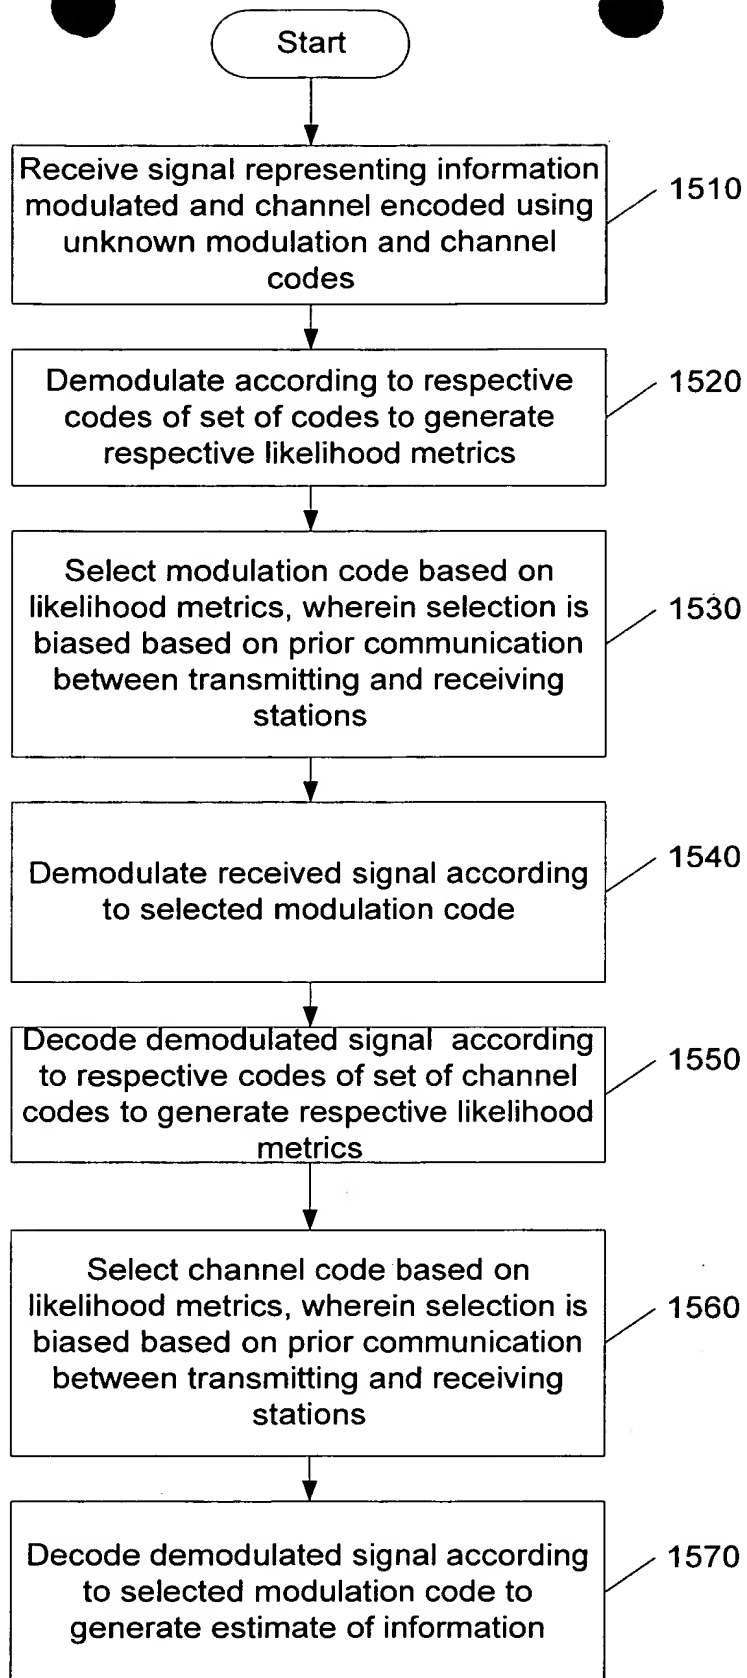 Start
Receive signal representing information
modulated and channel encoded using
unknown modulation and channel
codes
1510
Demodulate according to respective
codes of set of codes to generate
respective likelihood metrics
1520
Select modulation code based on
likelihood metrics, wherein selection is
biased based on prior communication
between transmitting and receiving
stations
1530
Demodulate received signal according
to selected modulation code
1540
Decode demodulated signal according
to respective codes of set of channel
codes to generate respective likelihood
metrics
1550
Select channel code based on
likelihood metrics, wherein selection is
biased based on prior communication
between transmitting and receiving
stations
1560
Decode demodulated signal according
to selected modulation code to
generate estimate of information
1570